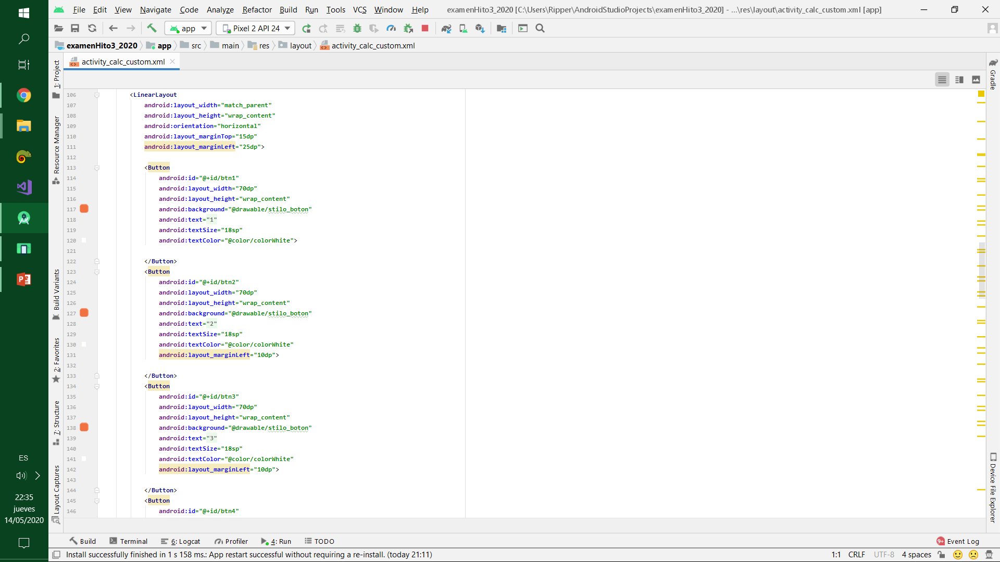 File Edit View Navigate Code Analyze Refactor Build Run Tools VCS Window Help examenHito3_2020 [C:\Users\Ripper\AndroidStudioProjects\examenHito3_2020] - ...\res\layout\activity_calc_custom.xml [app]
app Pixel 2 API 24
examenHito3_2020 app src main res layout activity_calc_custom.xml
activity_calc_custom.xml
1: Project
Resource Manager
Build Variants
2: Favorites
7: Structure
Layout Captures
106 <LinearLayout
107 android:layout_width="match_parent"
108 android:layout_height="wrap_content"
109 android:orientation="horizontal"
110 android:layout_marginTop="15dp"
111 android:layout_marginLeft="25dp">
112
113 <Button
114 android:id="@+id/btn1"
115 android:layout_width="70dp"
116 android:layout_height="wrap_content"
117 android:background="@drawable/stilo_boton"
118 android:text="1"
119 android:textSize="18sp"
120 android:textColor="@color/colorWhite">
121
122 </Button>
123 <Button
124 android:id="@+id/btn2"
125 android:layout_width="70dp"
126 android:layout_height="wrap_content"
127 android:background="@drawable/stilo_boton"
128 android:text="2"
129 android:textSize="18sp"
130 android:textColor="@color/colorWhite"
131 android:layout_marginLeft="10dp">
132
133 </Button>
134 <Button
135 android:id="@+id/btn3"
136 android:layout_width="70dp"
137 android:layout_height="wrap_content"
138 android:background="@drawable/stilo_boton"
139 android:text="3"
140 android:textSize="18sp"
141 android:textColor="@color/colorWhite"
142 android:layout_marginLeft="10dp">
143
144 </Button>
145 <Button
146 android:id="@+id/btn4"
Gradle
Device File Explorer
ES
22:35
jueves
14/05/2020
Build Terminal 6: Logcat Profiler 4: Run TODO 9+ Event Log
Install successfully finished in 1 s 158 ms.: App restart successful without requiring a re-install. (today 21:11) 1:1 CRLF UTF-8 4 spaces